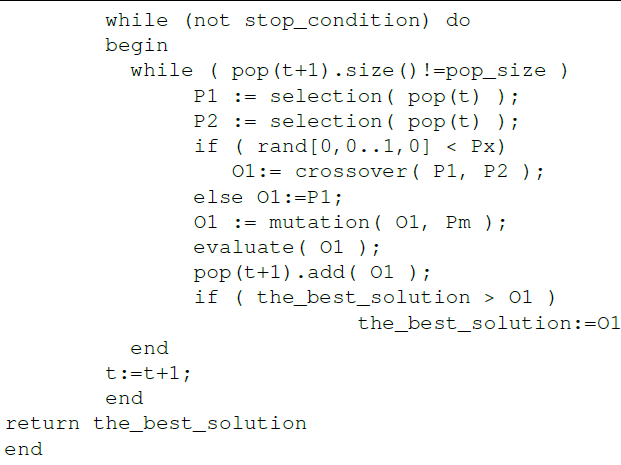 while (not stop_condition) do
begin
while ( pop(t+1).size()!=pop_size )
P1 := selection( pop(t) );
P2 := selection( pop(t) );
if ( rand[0,0..1,0] < Px)
O1:= crossover( P1, P2 );
else O1:=P1;
O1 := mutation( O1, Pm );
evaluate( O1 );
pop(t+1).add( O1 );
if ( the_best_solution > O1 )
the_best_solution:=O1
end
t:=t+1;
end
return the_best_solution
end